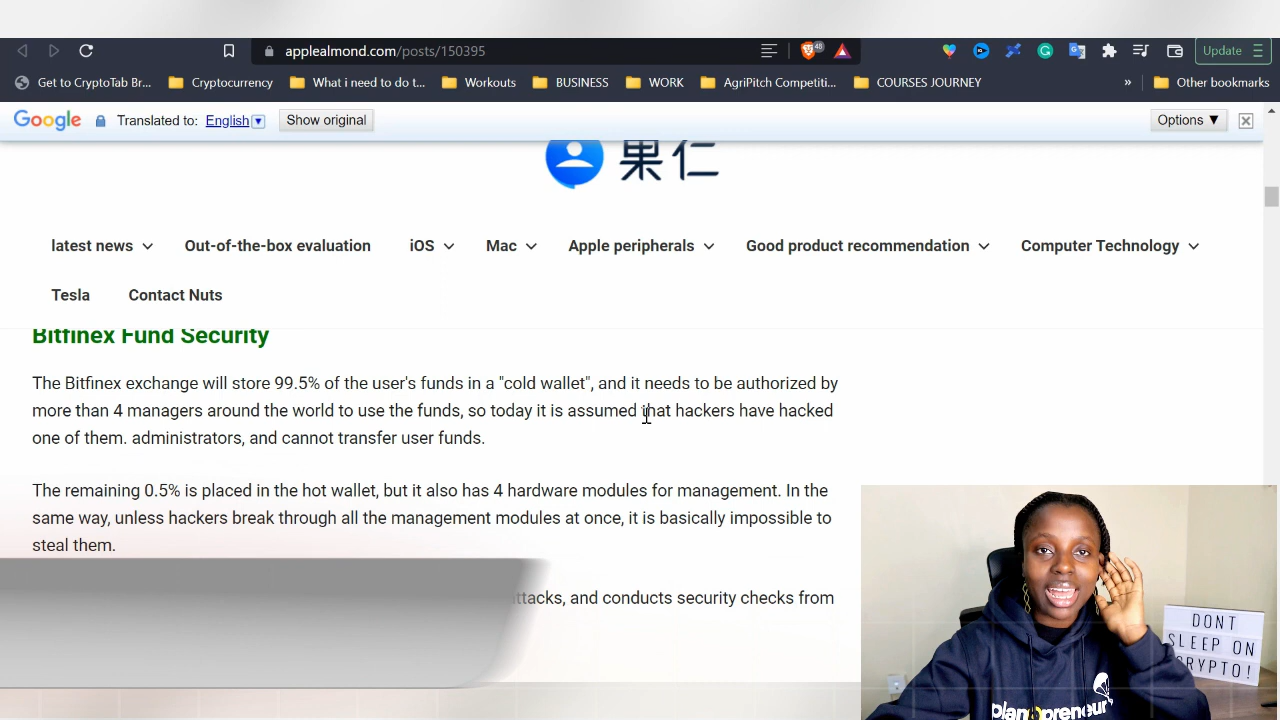 applealmond.com/posts/150395
48
Update
Get to CryptoTab Br...
Cryptocurrency
What i need to do t...
Workouts
BUSINESS
WORK
AgriPitch Competiti...
COURSES JOURNEY
»
Other bookmarks
Google
Translated to: English
Show original
Options ▼
果仁
latest news
Out-of-the-box evaluation
iOS
Mac
Apple peripherals
Good product recommendation
Computer Technology
Tesla
Contact Nuts
Bitfinex Fund Security
The Bitfinex exchange will store 99.5% of the user's funds in a "cold wallet", and it needs to be authorized by
more than 4 managers around the world to use the funds, so today it is assumed that hackers have hacked
one of them. administrators, and cannot transfer user funds.
The remaining 0.5% is placed in the hot wallet, but it also has 4 hardware modules for management. In the
same way, unless hackers break through all the management modules at once, it is basically impossible to
steal them.
attacks, and conducts security checks from
DONT
SLEEP ON
CRYPTO!